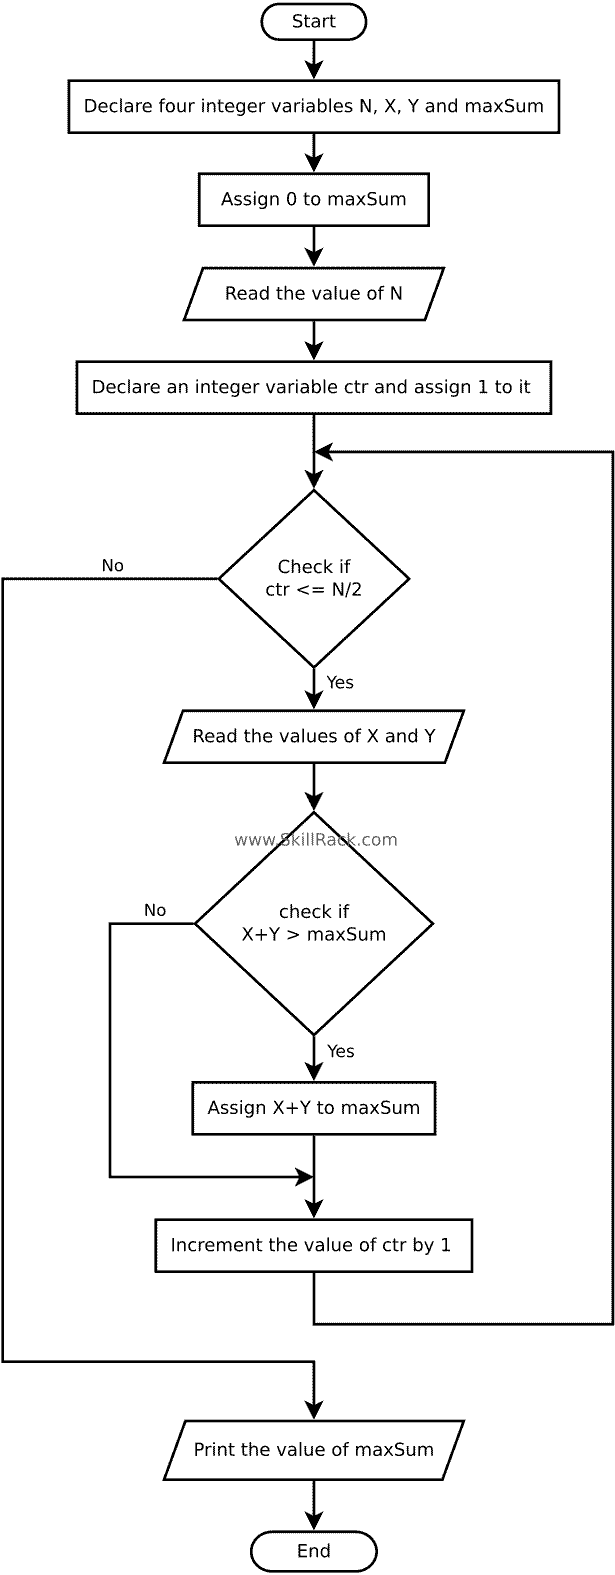 Start
Declare four integer variables N, X, Y and maxSum
Assign 0 to maxSum
Read the value of N
Declare an integer variable ctr and assign 1 to it
Check if
ctr <= N/2
No
Yes
Read the values of X and Y
www.SkillRack.com
check if
X+Y > maxSum
No
Yes
Assign X+Y to maxSum
Increment the value of ctr by 1
Print the value of maxSum
End